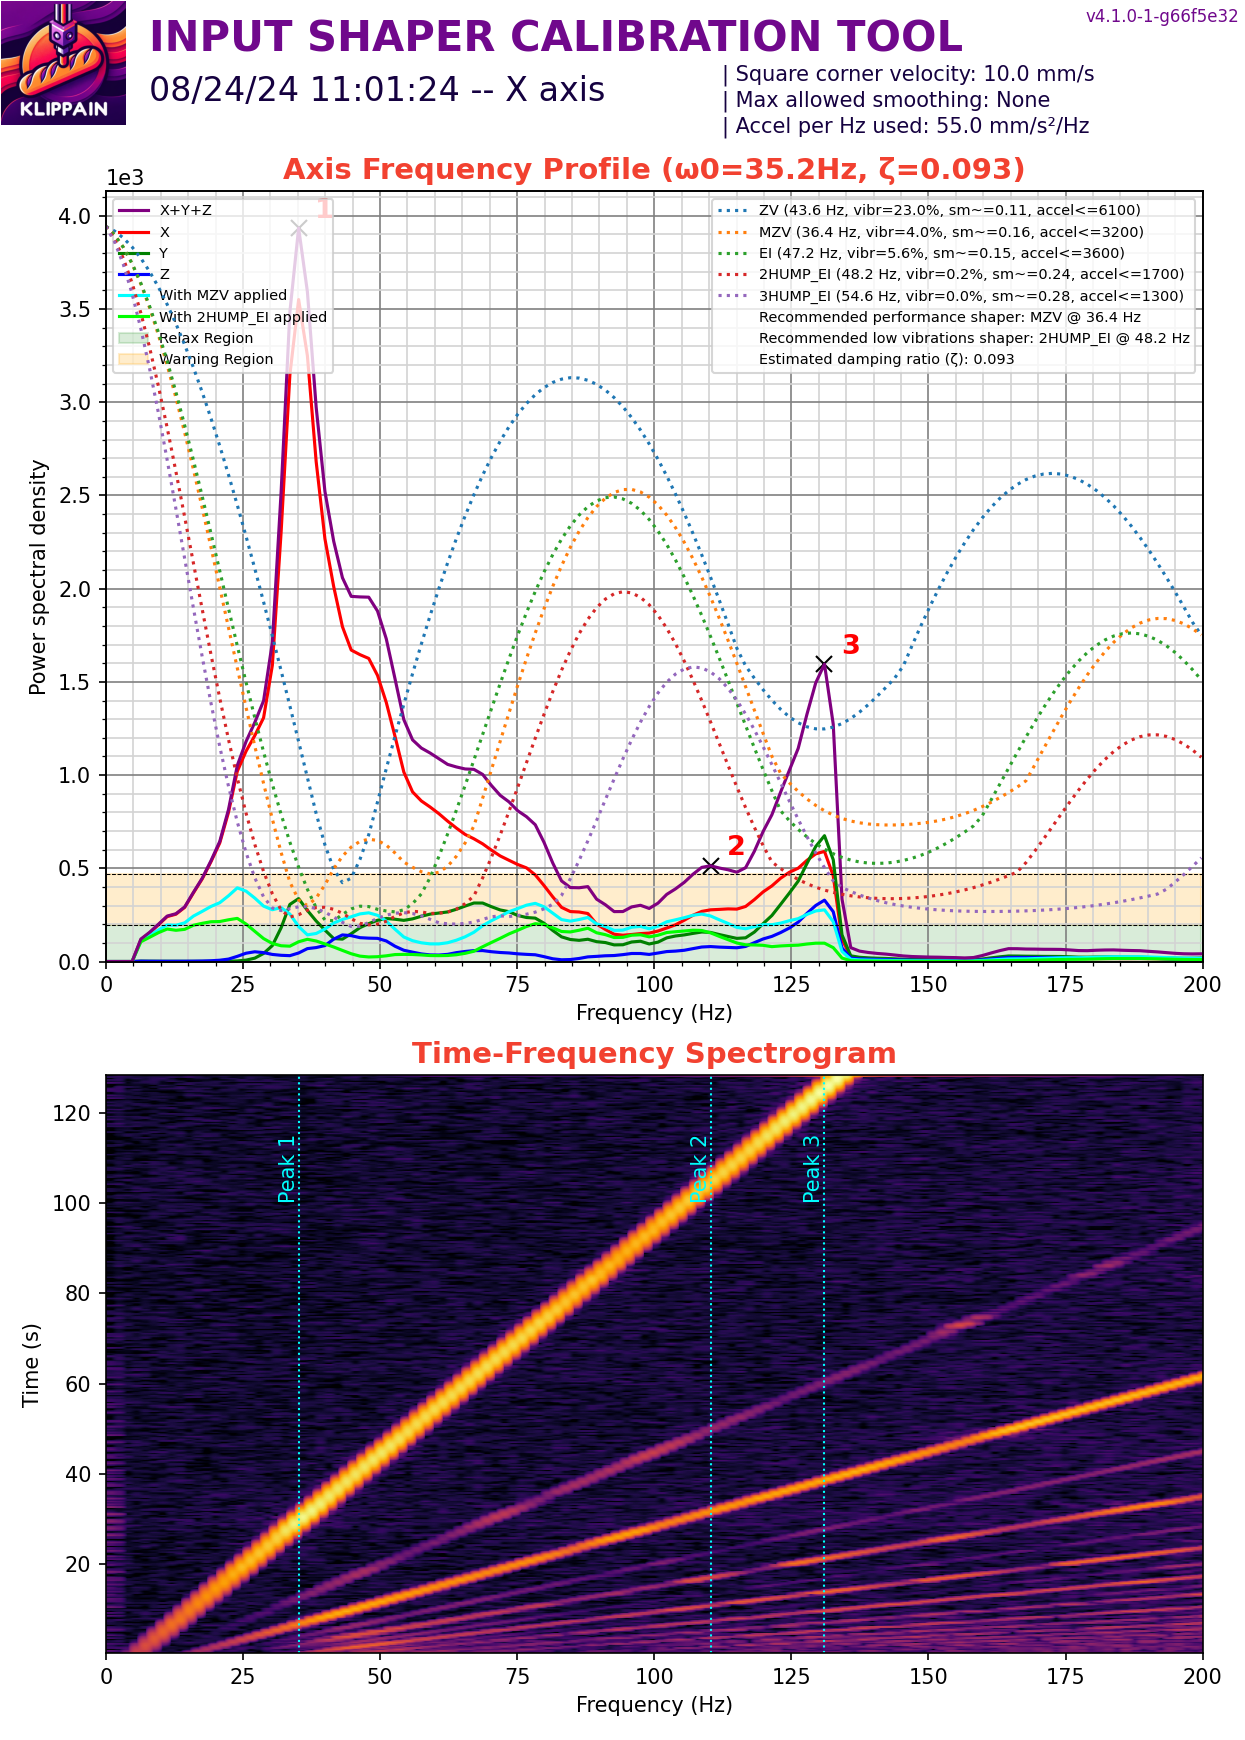 v4.1.0-1-g66f5e32
KLIPPAIN
INPUT SHAPER CALIBRATION TOOL
08/24/24 11:01:24 -- X axis
| Square corner velocity: 10.0 mm/s
| Max allowed smoothing: None
| Accel per Hz used: 55.0 mm/s²/Hz
Axis Frequency Profile (ω0=35.2Hz, ζ=0.093)
1e3
4.0
3.5
3.0
2.5
2.0
1.5
1.0
0.5
0.0
Power spectral density
X+Y+Z
X
Y
Z
With MZV applied
With 2HUMP_EI applied
Relax Region
Warning Region
1
2
3
ZV (43.6 Hz, vibr=23.0%, sm~=0.11, accel<=6100)
MZV (36.4 Hz, vibr=4.0%, sm~=0.16, accel<=3200)
EI (47.2 Hz, vibr=5.6%, sm~=0.15, accel<=3600)
2HUMP_EI (48.2 Hz, vibr=0.2%, sm~=0.24, accel<=1700)
3HUMP_EI (54.6 Hz, vibr=0.0%, sm~=0.28, accel<=1300)
Recommended performance shaper: MZV @ 36.4 Hz
Recommended low vibrations shaper: 2HUMP_EI @ 48.2 Hz
Estimated damping ratio (ζ): 0.093
0 25 50 75 100 125 150 175 200
Frequency (Hz)
Time-Frequency Spectrogram
120
100
80
60
40
20
Time (s)
Peak 1
Peak 2
Peak 3
0 25 50 75 100 125 150 175 200
Frequency (Hz)